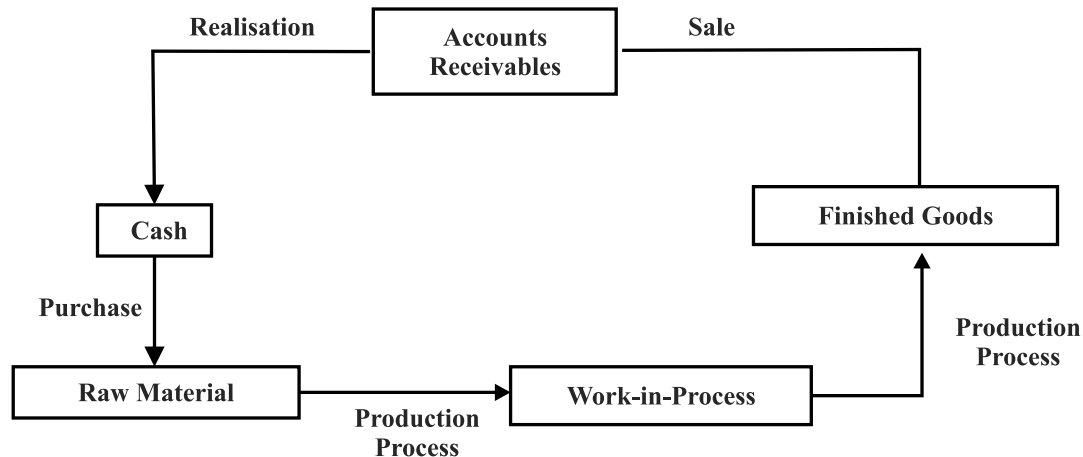 Realisation
Accounts
Receivables
Sale
Cash
Finished Goods
Purchase
Production
Process
Raw Material
Work-in-Process
Production
Process